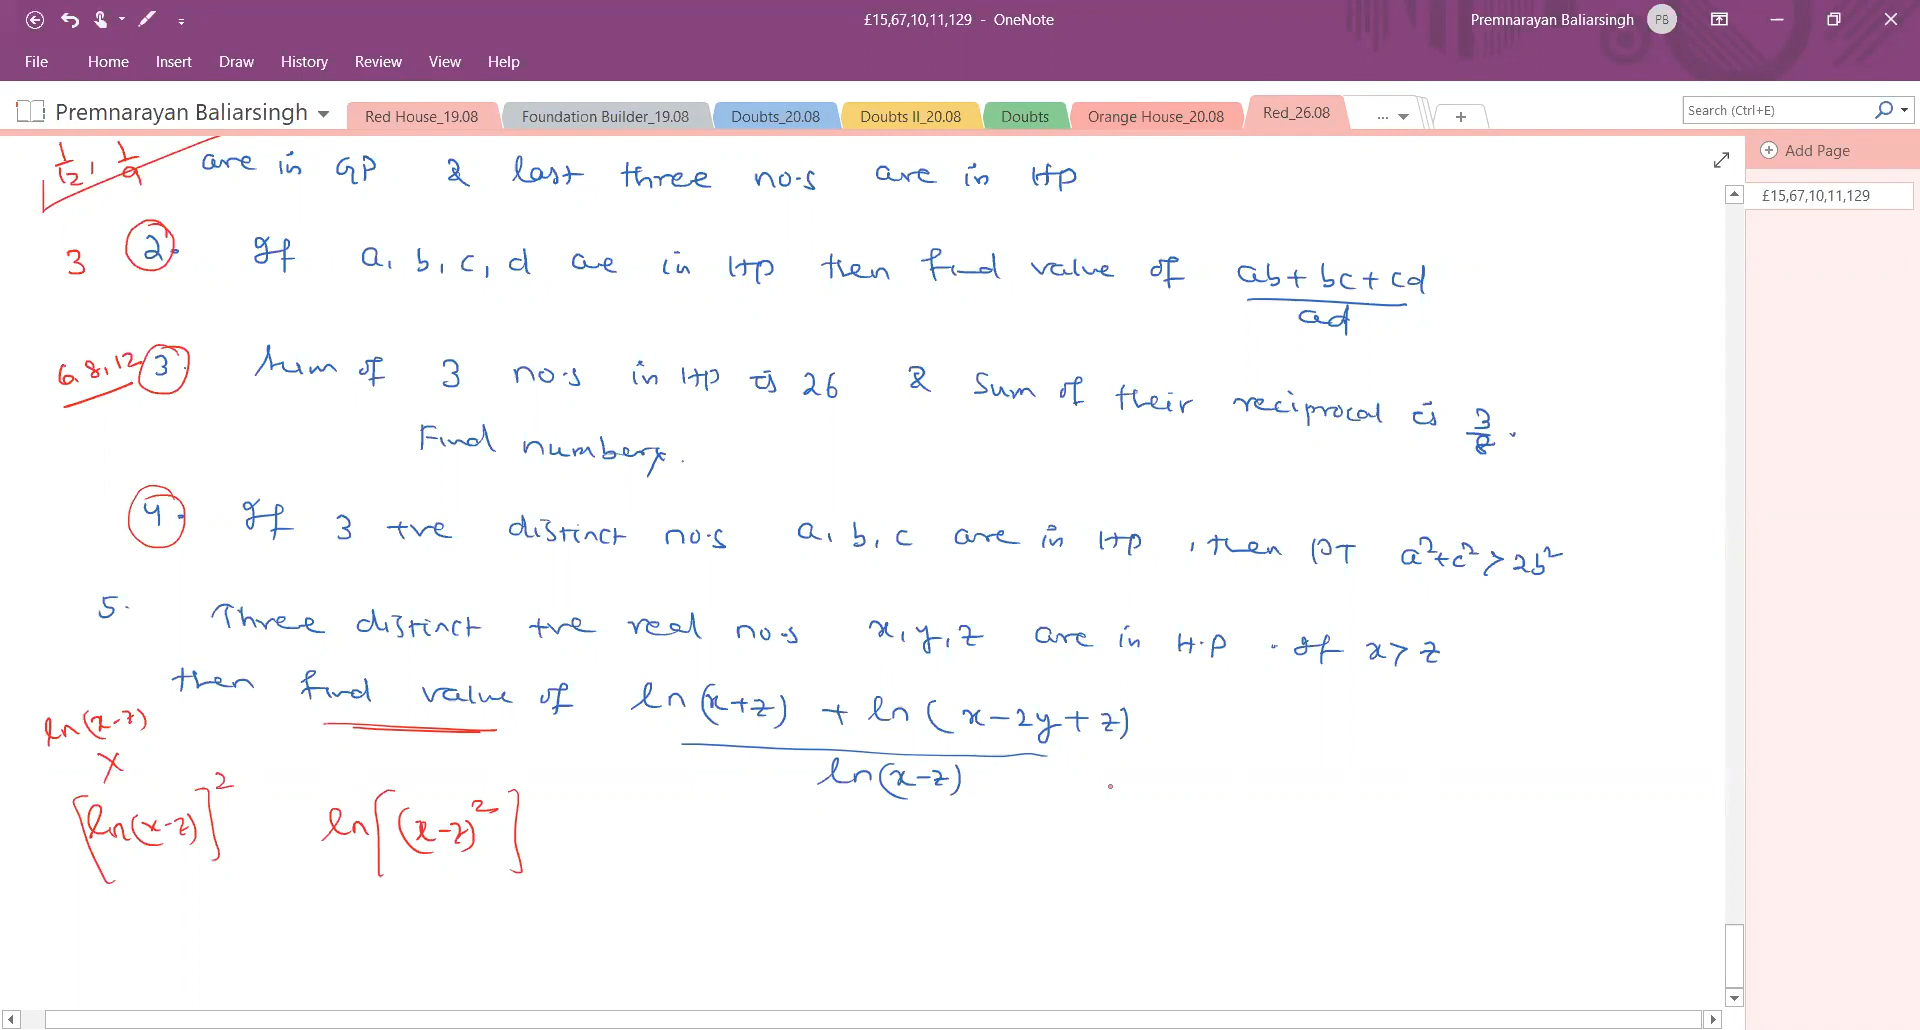 £15,67,10,11,129 - OneNote
Premnarayan Baliarsingh PB
File Home Insert Draw History Review View Help
Premnarayan Baliarsingh Red House_19.08 Foundation Builder_19.08 Doubts_20.08 Doubts II_20.08 Doubts Orange House_20.08 Red_26.08 ... + Search (Ctrl+E)
Add Page
£15,67,10,11,129
1/12, 1/9 are in GP & last three no.s are in HP
3 2. If a, b, c, d are in HP then find value of (ab + bc + cd)/ad
6, 8, 12 3. Sum of 3 no.s in HP is 26 & Sum of their reciprocal is 3/8.
Find numbers.
4. If 3 +ve distinct no.s a, b, c are in HP, then PT a²+c² > 2b²
5. Three distinct +ve real no.s x, y, z are in H.P. If x > z
then find value of (ln(x+z) + ln(x-2y+z))/ln(x-z)
ln(x-z)
X
[ln(x-z)]² ln[(x-z)²]